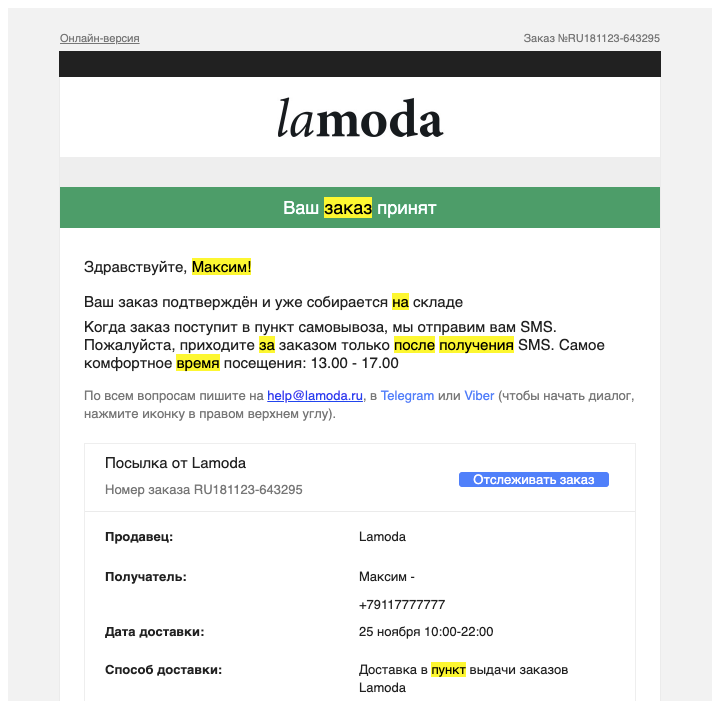 Онлайн-версия
Заказ №RU181123-643295
lamoda
Ваш заказ принят
Здравствуйте, Максим!
Ваш заказ подтверждён и уже собирается на складе
Когда заказ поступит в пункт самовывоза, мы отправим вам SMS.
Пожалуйста, приходите за заказом только после получения SMS. Самое
комфортное время посещения: 13.00 - 17.00
По всем вопросам пишите на help@lamoda.ru, в Telegram или Viber (чтобы начать диалог,
нажмите иконку в правом верхнем углу).
Посылка от Lamoda
Номер заказа RU181123-643295
Отслеживать заказ
Продавец: Lamoda
Получатель: Максим -
+79117777777
Дата доставки: 25 ноября 10:00-22:00
Способ доставки: Доставка в пункт выдачи заказов
Lamoda